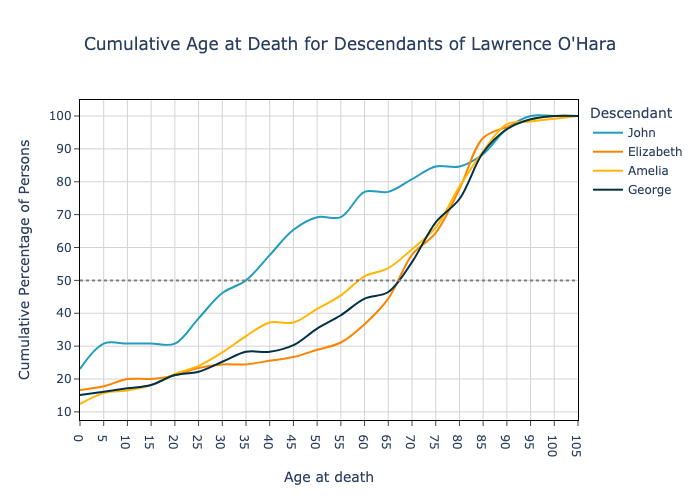 Cumulative Age at Death for Descendants of Lawrence O'Hara
Descendant
John
Elizabeth
Amelia
George
Cumulative Percentage of Persons
100
90
80
70
60
50
40
30
20
10
0 5 10 15 20 25 30 35 40 45 50 55 60 65 70 75 80 85 90 95 100 105
Age at death